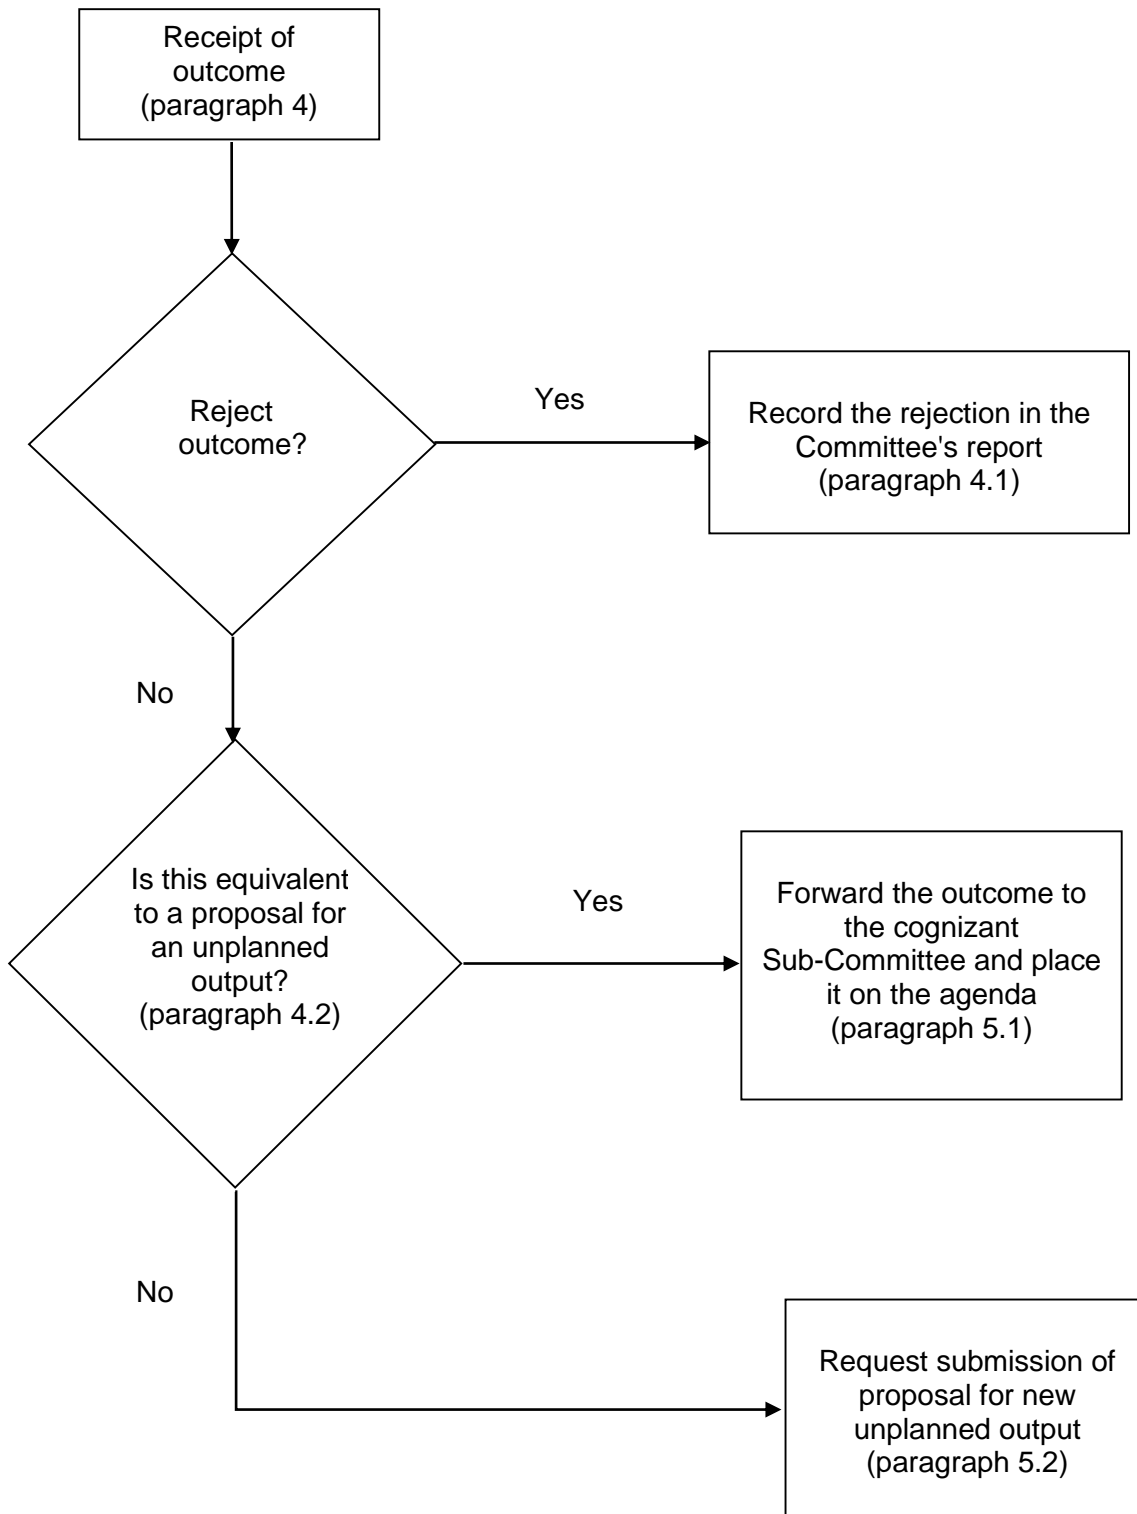 Receipt of
outcome
(paragraph 4)
Reject
outcome?
Yes
Record the rejection in the
Committee's report
(paragraph 4.1)
No
Is this equivalent
to a proposal for
an unplanned
output?
(paragraph 4.2)
Yes
Forward the outcome to
the cognizant
Sub-Committee and place
it on the agenda
(paragraph 5.1)
No
Request submission of
proposal for new
unplanned output
(paragraph 5.2)